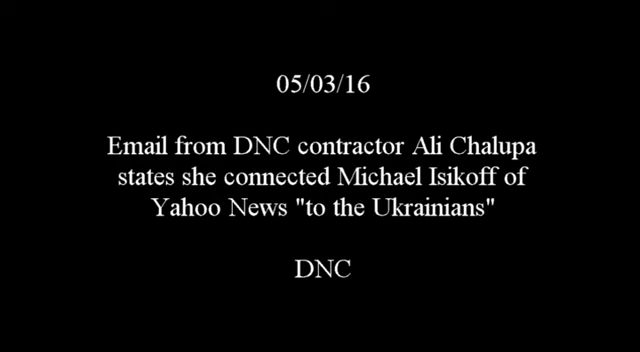 05/03/16
Email from DNC contractor Ali Chalupa
states she connected Michael Isikoff of
Yahoo News "to the Ukrainians"
DNC